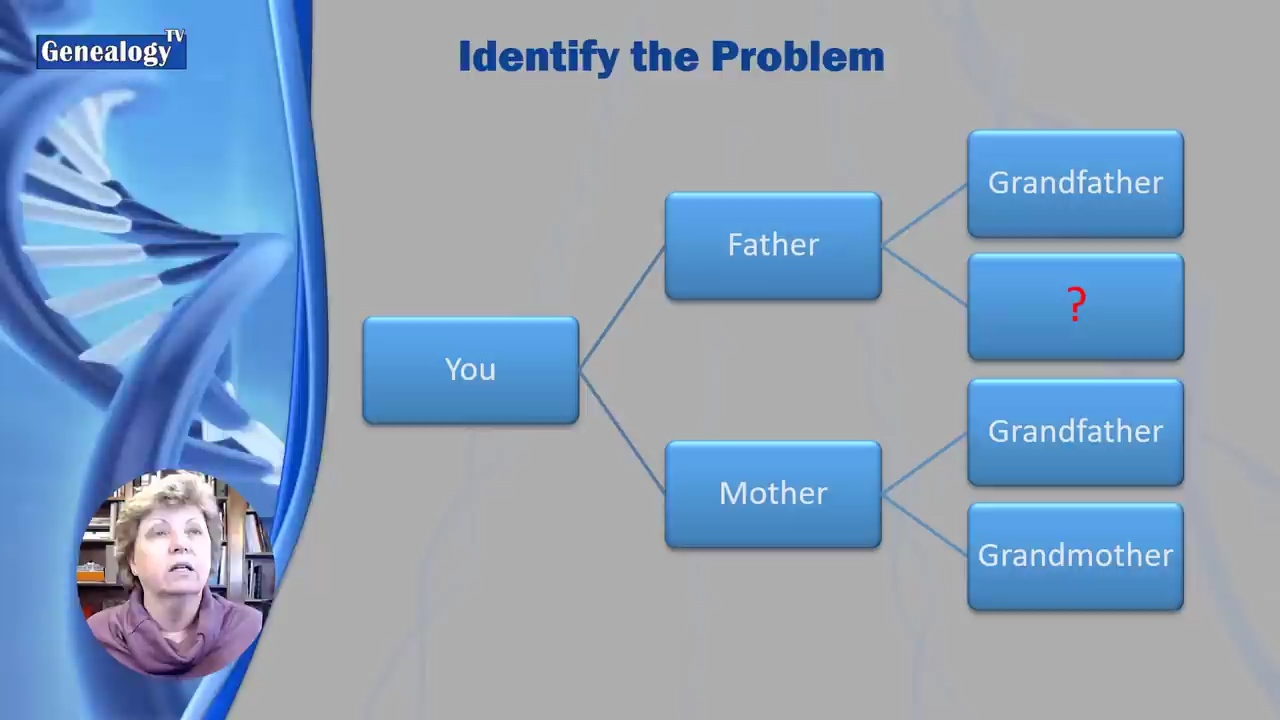 Genealogy TV
Identify the Problem
Grandfather
Father
?
You
Grandfather
Mother
Grandmother